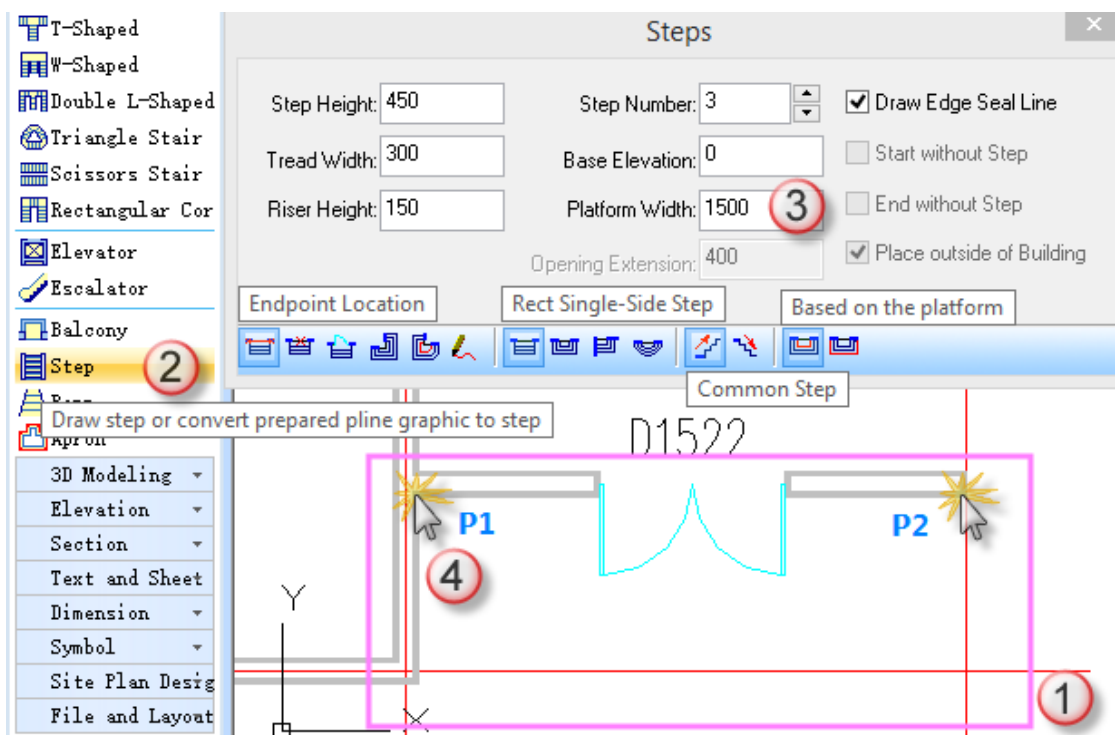 T-Shaped
W-Shaped
Double L-Shaped
Triangle Stair
Scissors Stair
Rectangular Cor
Elevator
Escalator
Balcony
Step
2
Draw step or convert prepared pline graphic to step
Apron
3D Modeling
Elevation
Section
Text and Sheet
Dimension
Symbol
Site Plan Desig
File and Layout
Steps
Step Height: 450
Step Number: 3
Draw Edge Seal Line
Tread Width: 300
Base Elevation: 0
Start without Step
Riser Height: 150
Platform Width: 1500
3
End without Step
Opening Extension: 400
Place outside of Building
Endpoint Location
Rect Single-Side Step
Based on the platform
Common Step
D1522
P1
P2
4
Y
X
1